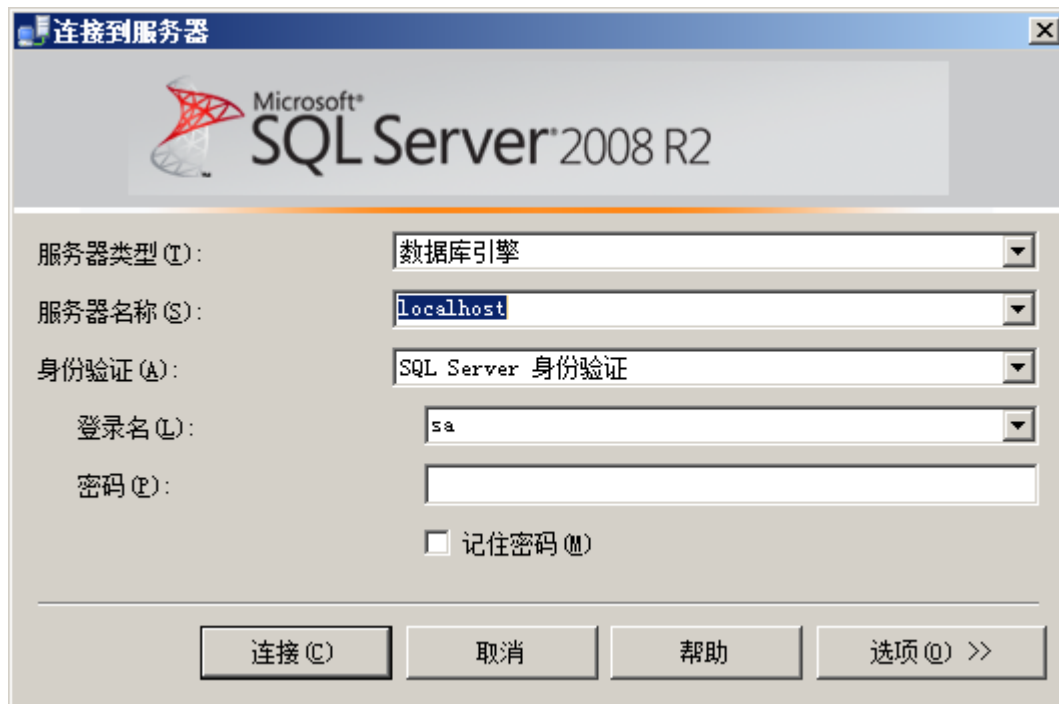 连接到服务器
Microsoft®
SQL Server® 2008 R2
服务器类型(T): 数据库引擎
服务器名称(S): localhost
身份验证(A): SQL Server 身份验证
登录名(L): sa
密码(P):
记住密码(M)
连接(C) 取消 帮助 选项(O) >>